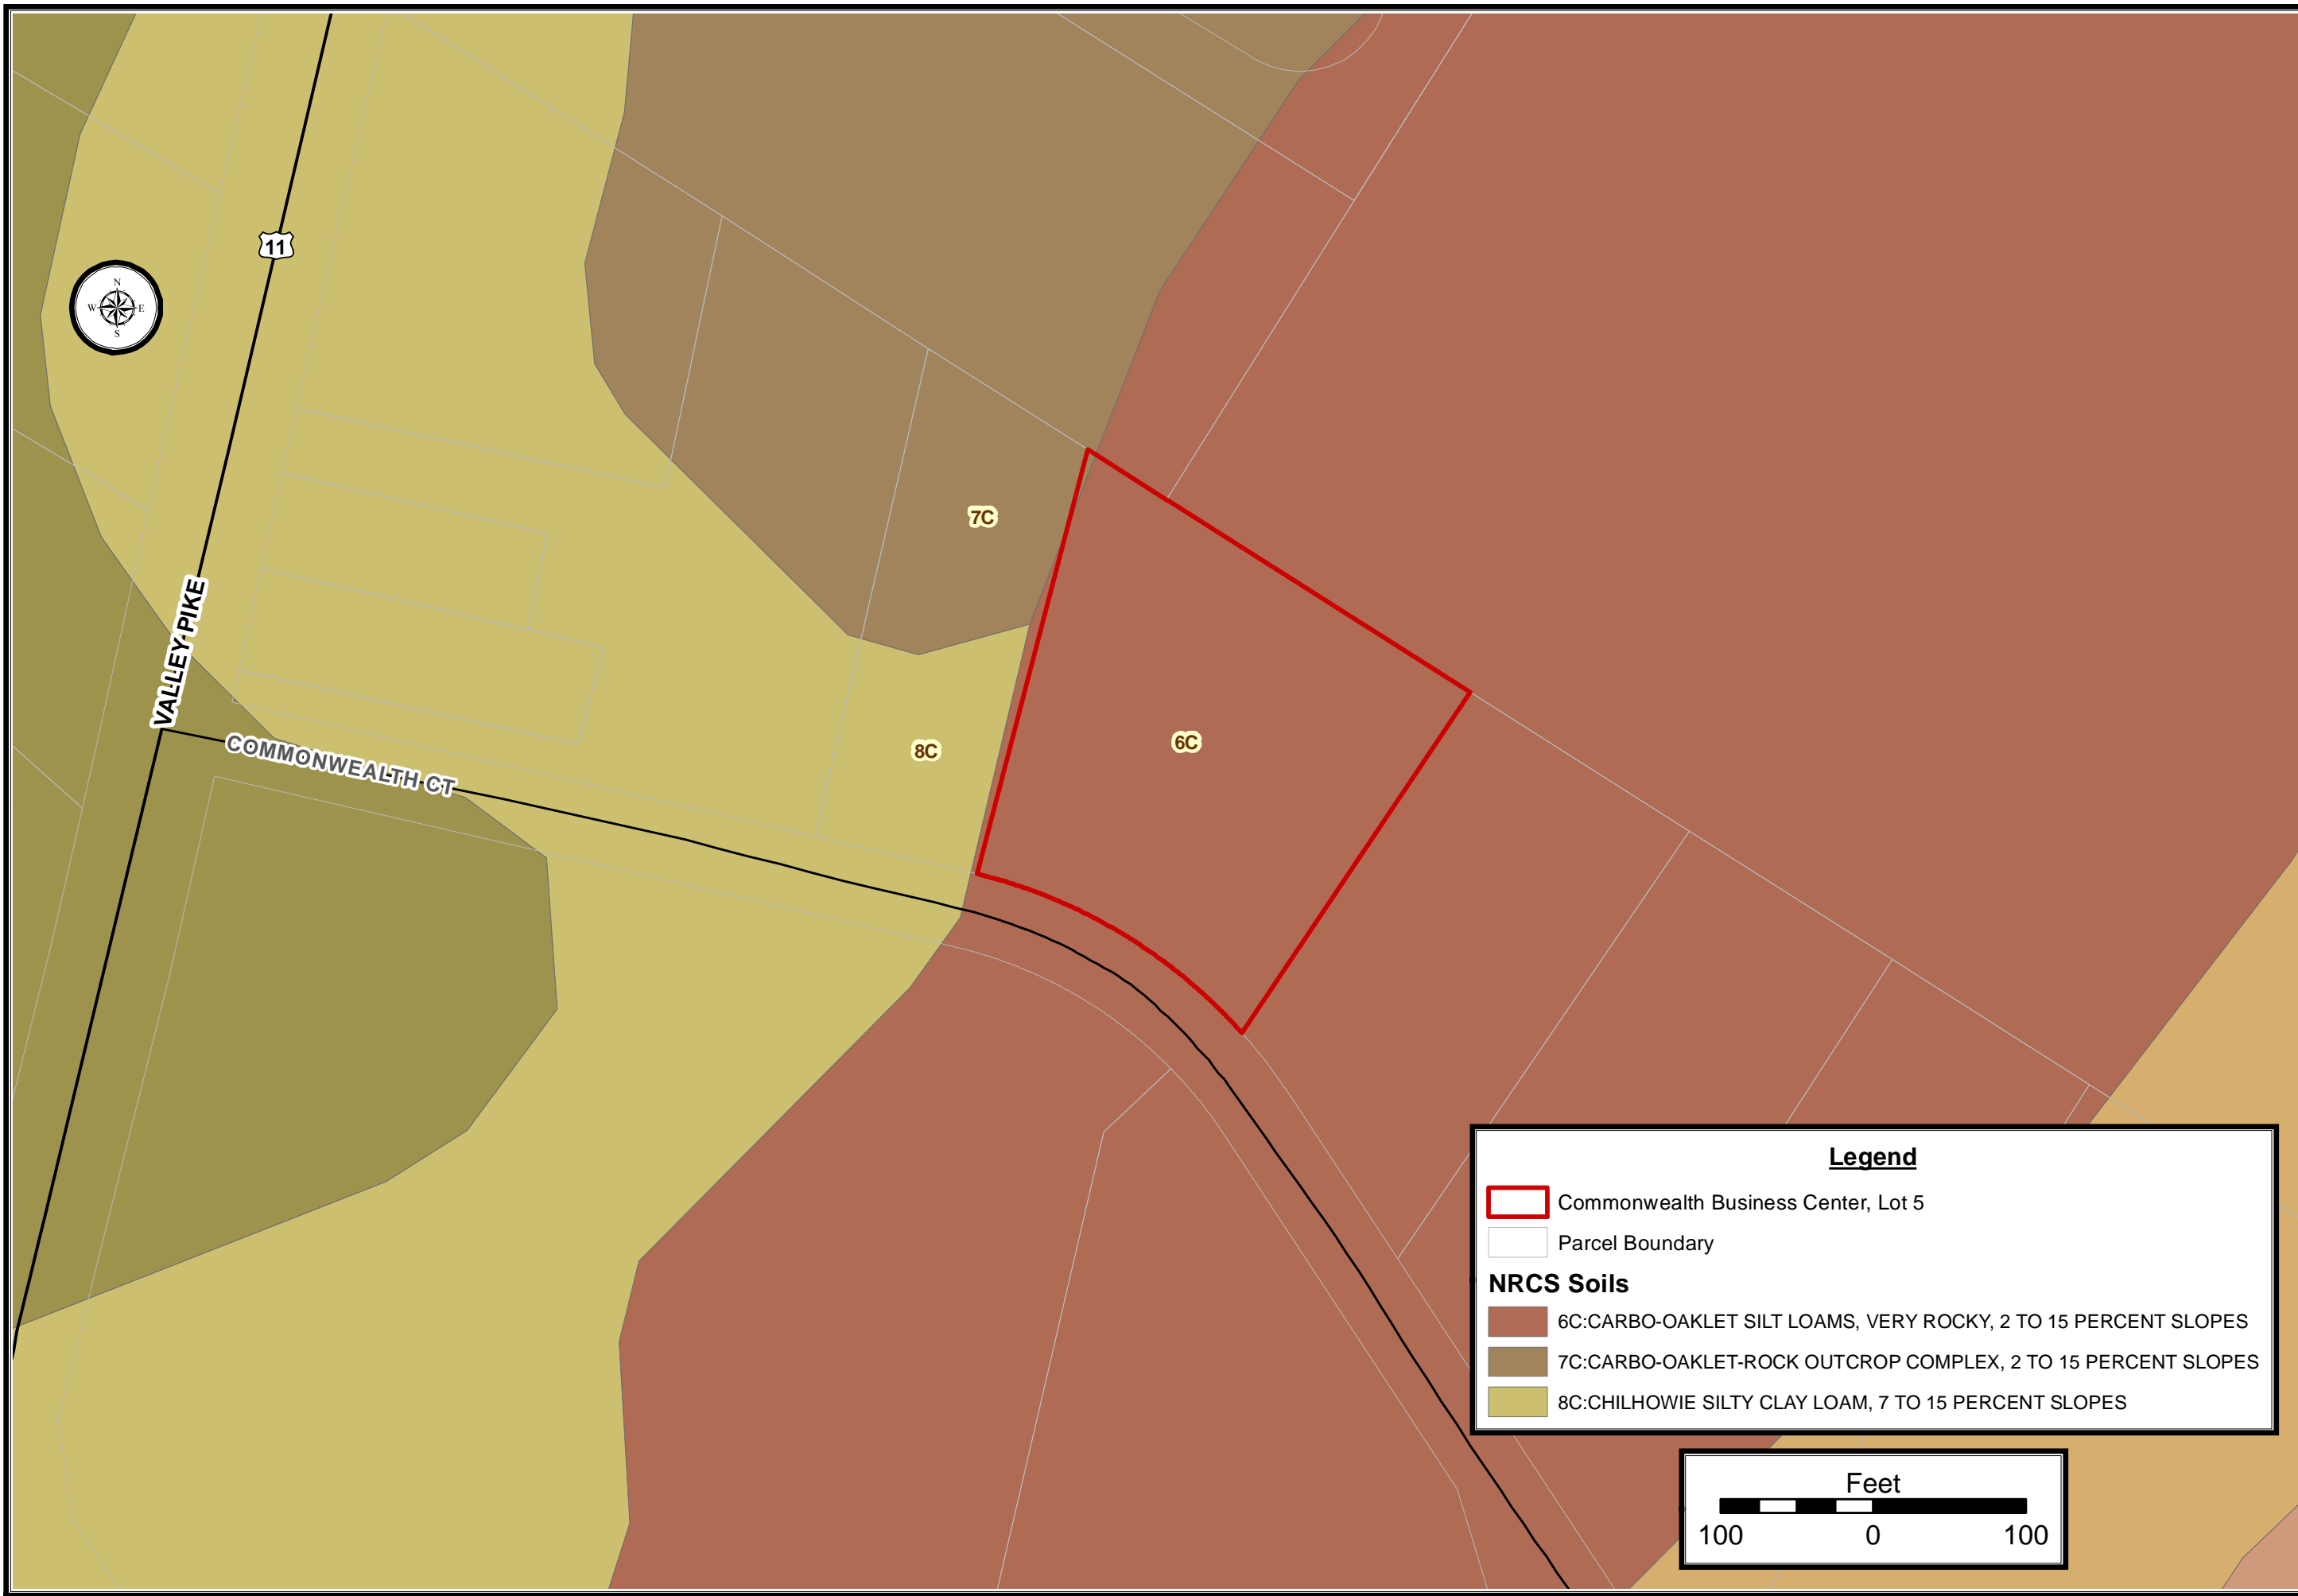 11
N
W E
S
7C
VALLEY PIKE
6C
8C
COMMONWEALTH CT
Legend
Commonwealth Business Center, Lot 5
Parcel Boundary
NRCS Soils
6C:CARBO-OAKLET SILT LOAMS, VERY ROCKY, 2 TO 15 PERCENT SLOPES
7C:CARBO-OAKLET-ROCK OUTCROP COMPLEX, 2 TO 15 PERCENT SLOPES
8C:CHILHOWIE SILTY CLAY LOAM, 7 TO 15 PERCENT SLOPES
Feet
100 0 100